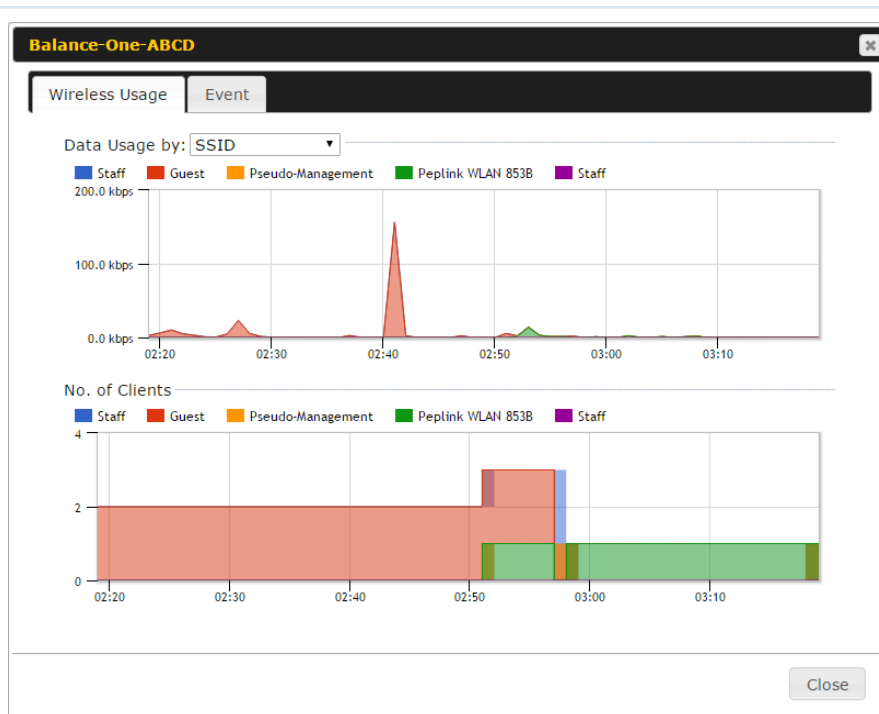 Balance-One-ABCD
Wireless Usage Event
Data Usage by: SSID
Staff Guest Pseudo-Management Peplink WLAN 853B Staff
200.0 kbps
100.0 kbps
0.0 kbps
02:20 02:30 02:40 02:50 03:00 03:10
No. of Clients
Staff Guest Pseudo-Management Peplink WLAN 853B Staff
4
2
0
02:20 02:30 02:40 02:50 03:00 03:10
Close